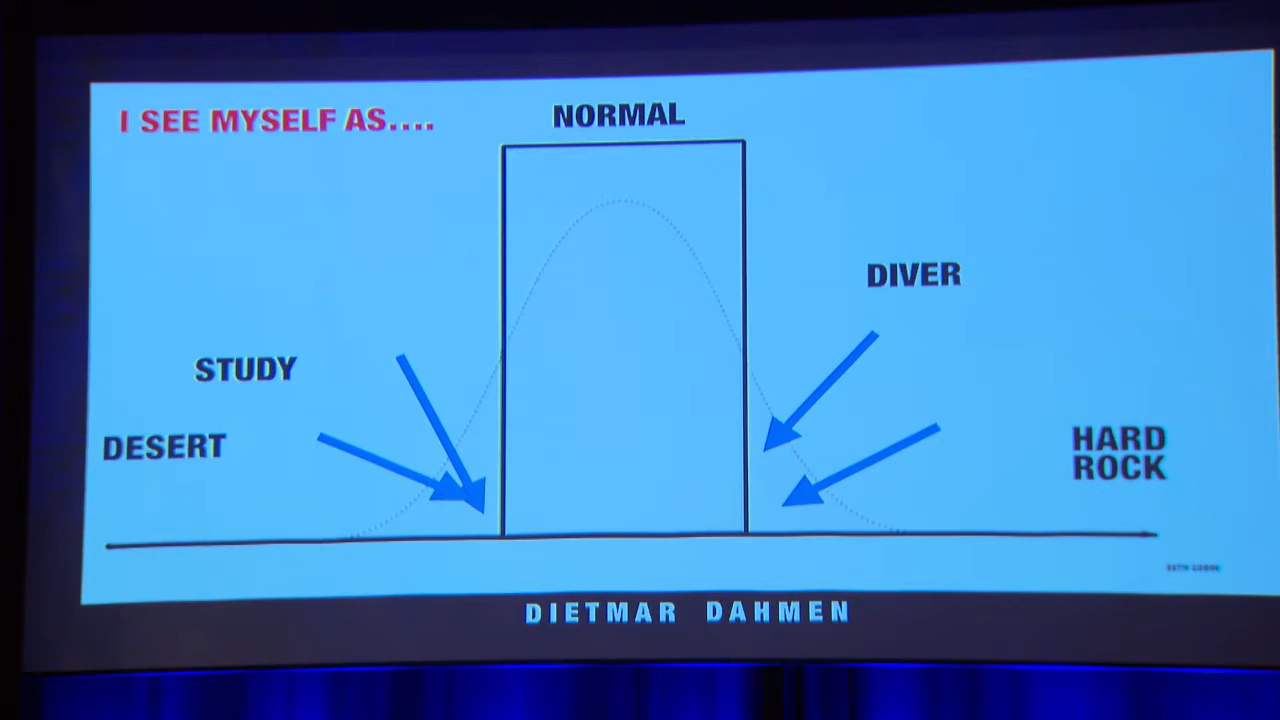 I SEE MYSELF AS....
NORMAL
DIVER
STUDY
DESERT
HARD
ROCK
DIETMAR DAHMEN